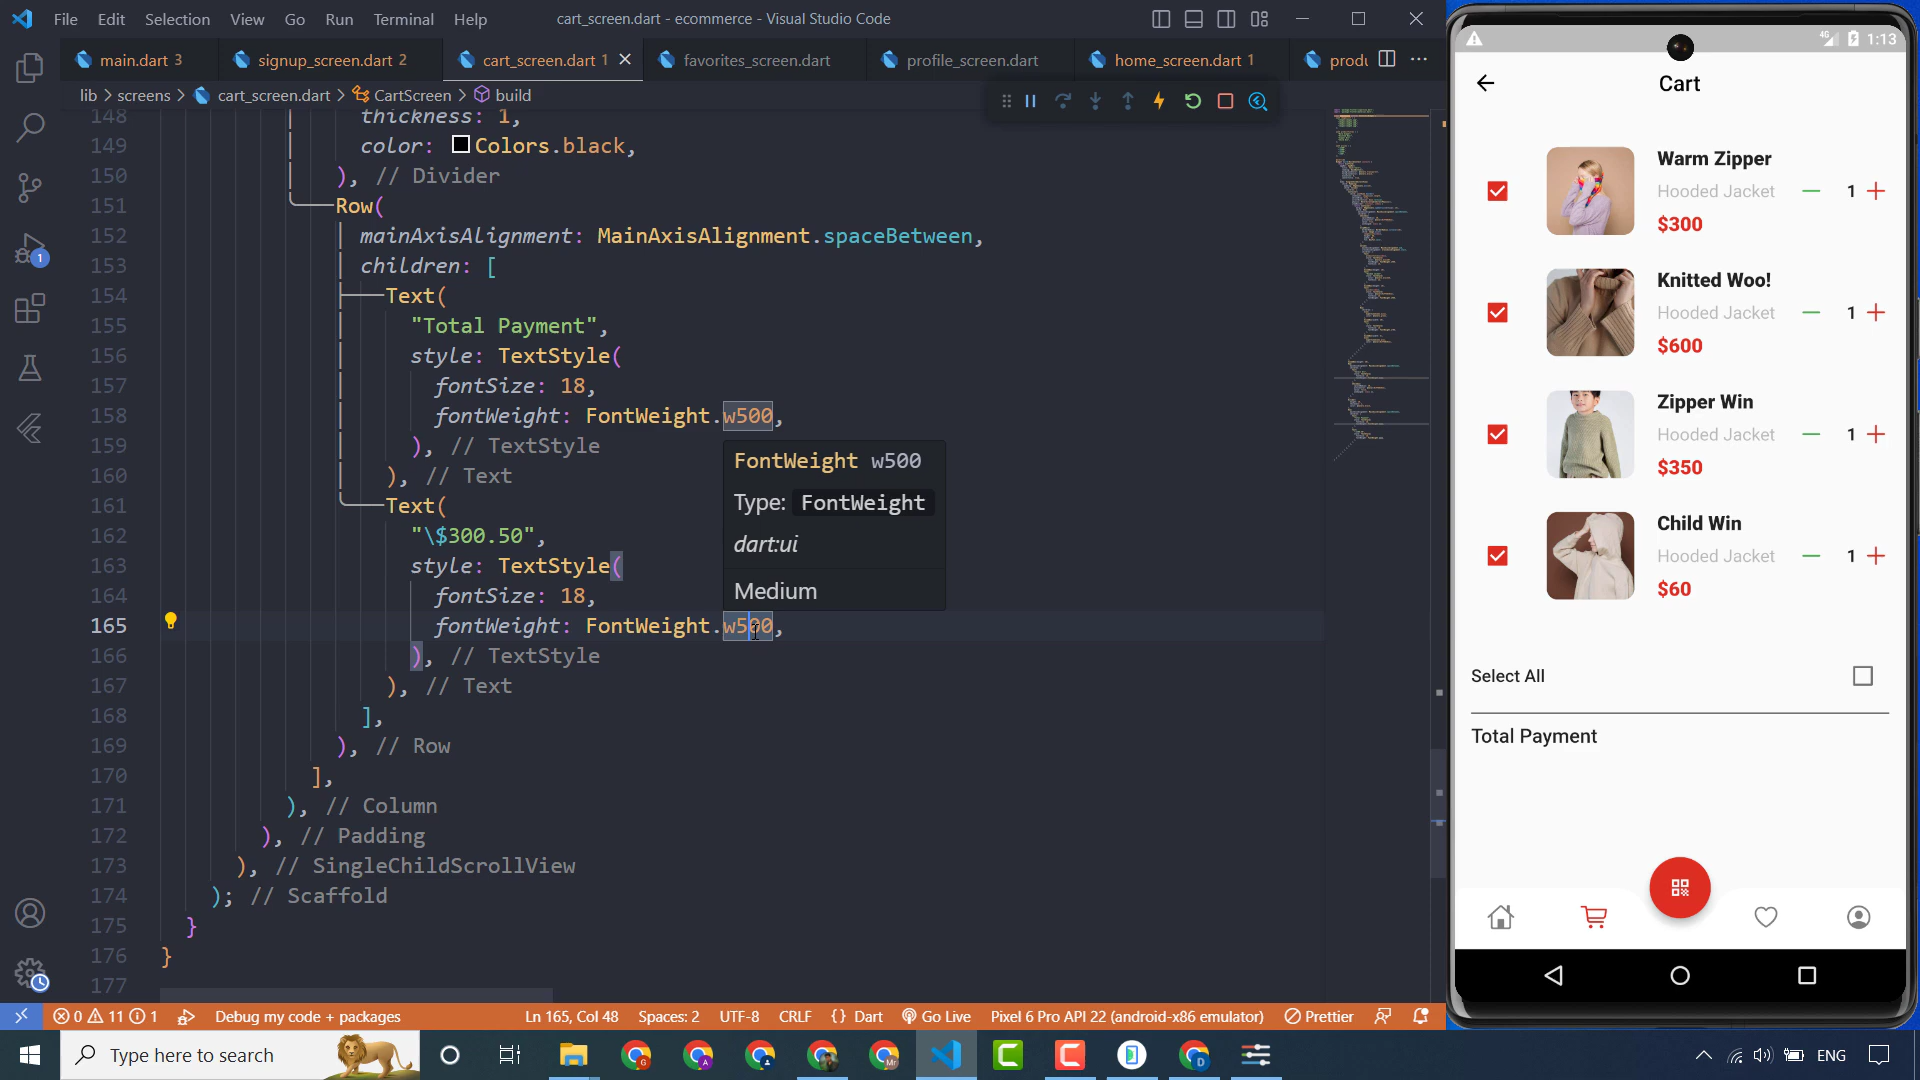 File Edit Selection View Go Run Terminal Help
cart_screen.dart - ecommerce - Visual Studio Code
main.dart 3
signup_screen.dart 2
cart_screen.dart 1
favorites_screen.dart
profile_screen.dart
home_screen.dart 1
produ
lib > screens > cart_screen.dart > CartScreen > build
148 thickness: 1,
149 color: Colors.black,
150 ), // Divider
151 Row(
152 mainAxisAlignment: MainAxisAlignment.spaceBetween,
153 children: [
154 Text(
155 "Total Payment",
156 style: TextStyle(
157 fontSize: 18,
158 fontWeight: FontWeight.w500,
159 ), // TextStyle
160 ), // Text
161 Text(
162 "\$300.50",
163 style: TextStyle(
164 fontSize: 18,
165 fontWeight: FontWeight.w500,
166 ), // TextStyle
167 ), // Text
168 ],
169 ), // Row
170 ],
171 ), // Column
172 ), // Padding
173 ), // SingleChildScrollView
174 ); // Scaffold
175 }
176 }
177
FontWeight w500
Type: FontWeight
dart:ui
Medium
1
0 11 1
Debug my code + packages
Ln 165, Col 48
Spaces: 2
UTF-8
CRLF
{} Dart
Go Live
Pixel 6 Pro API 22 (android-x86 emulator)
Prettier
Type here to search
ENG
4G 1:13
Cart
Warm Zipper
Hooded Jacket
1
$300
Knitted Woo!
Hooded Jacket
1
$600
Zipper Win
Hooded Jacket
1
$350
Child Win
Hooded Jacket
1
$60
Select All
Total Payment